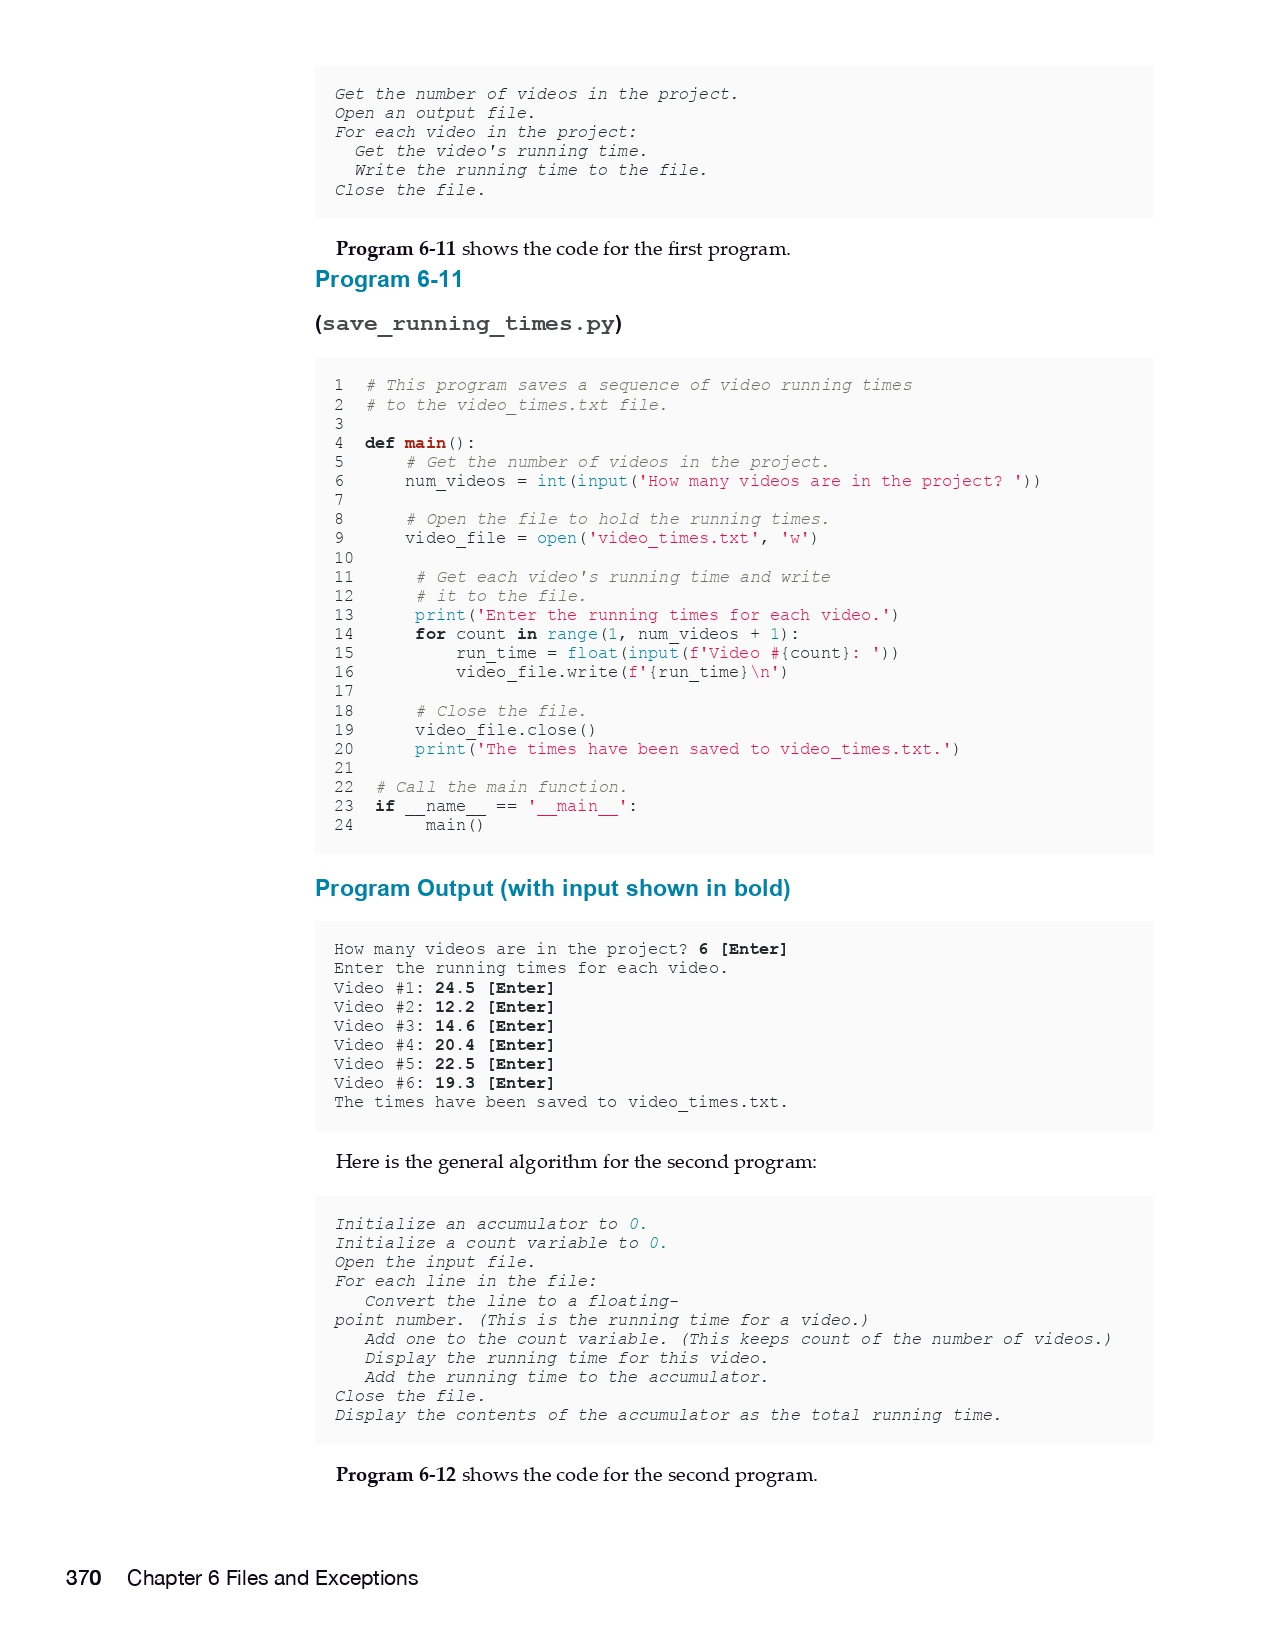 Get the number of videos in the project.
Open an output file.
For each video in the project:
  Get the video's running time.
  Write the running time to the file.
Close the file.
Program 6-11 shows the code for the first program.
Program 6-11
(save_running_times.py)
1  # This program saves a sequence of video running times
2  # to the video_times.txt file.
3
4  def main():
5      # Get the number of videos in the project.
6      num_videos = int(input('How many videos are in the project? '))
7
8      # Open the file to hold the running times.
9      video_file = open('video_times.txt', 'w')
10
11      # Get each video's running time and write
12      # it to the file.
13      print('Enter the running times for each video.')
14      for count in range(1, num_videos + 1):
15          run_time = float(input(f'Video #{count}: '))
16          video_file.write(f'{run_time}\n')
17
18      # Close the file.
19      video_file.close()
20      print('The times have been saved to video_times.txt.')
21
22  # Call the main function.
23  if __name__ == '__main__':
24       main()
Program Output (with input shown in bold)
How many videos are in the project? 6 [Enter]
Enter the running times for each video.
Video #1: 24.5 [Enter]
Video #2: 12.2 [Enter]
Video #3: 14.6 [Enter]
Video #4: 20.4 [Enter]
Video #5: 22.5 [Enter]
Video #6: 19.3 [Enter]
The times have been saved to video_times.txt.
Here is the general algorithm for the second program:
Initialize an accumulator to 0.
Initialize a count variable to 0.
Open the input file.
For each line in the file:
   Convert the line to a floating-
point number. (This is the running time for a video.)
   Add one to the count variable. (This keeps count of the number of videos.)
   Display the running time for this video.
   Add the running time to the accumulator.
Close the file.
Display the contents of the accumulator as the total running time.
Program 6-12 shows the code for the second program.
370 Chapter 6 Files and Exceptions